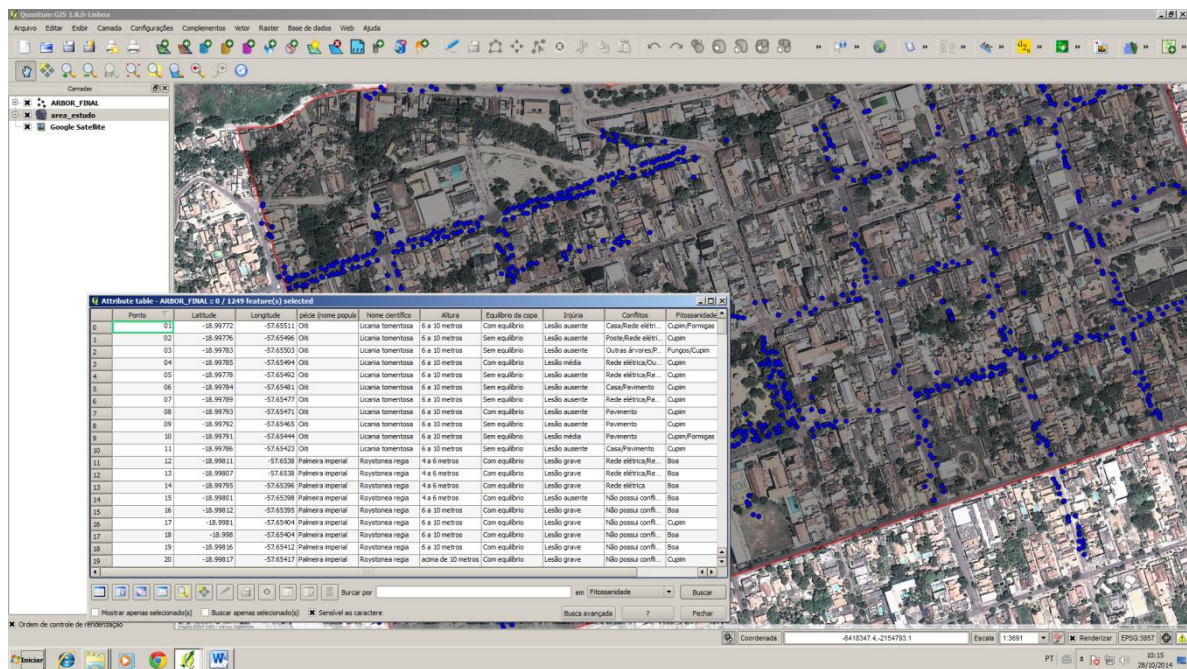 Quantum GIS 1.8.0-Lisboa
Arquivo Editar Exibir Camada Configurações Complementos Vetor Raster Base de dados Web Ajuda
Camadas
ARBOR_FINAL
area_estudo
Google Satellite
Attribute table - ARBOR_FINAL :: 0 / 1249 feature(s) selected
Ponto Latitude Longitude pécie (nome popula Nome científico Altura Equilíbrio da copa Injúria Conflitos Fitossanidade
0 01 -18.99772 -57.65511 Oiti Licania tomentosa 6 a 10 metros Com equilíbrio Lesão ausente Casa/Rede elétri... Cupim/Formigas
1 02 -18.99776 -57.65496 Oiti Licania tomentosa 6 a 10 metros Sem equilíbrio Lesão ausente Poste/Rede elétri... Cupim
2 03 -18.99783 -57.65503 Oiti Licania tomentosa 6 a 10 metros Sem equilíbrio Lesão ausente Outras árvores/P... Fungos/Cupim
3 04 -18.99785 -57.65494 Oiti Licania tomentosa 6 a 10 metros Com equilíbrio Lesão média Rede elétrica/Ou... Cupim
4 05 -18.99778 -57.65492 Oiti Licania tomentosa 6 a 10 metros Sem equilíbrio Lesão ausente Rede elétrica/Re... Cupim
5 06 -18.99784 -57.65481 Oiti Licania tomentosa 6 a 10 metros Sem equilíbrio Lesão ausente Casa/Pavimento Cupim
6 07 -18.99789 -57.65477 Oiti Licania tomentosa 6 a 10 metros Sem equilíbrio Lesão ausente Rede elétrica/Pa... Cupim
7 08 -18.99793 -57.65471 Oiti Licania tomentosa 6 a 10 metros Com equilíbrio Lesão ausente Pavimento Cupim
8 09 -18.99792 -57.65465 Oiti Licania tomentosa 6 a 10 metros Sem equilíbrio Lesão ausente Pavimento Cupim
9 10 -18.99791 -57.65444 Oiti Licania tomentosa 6 a 10 metros Sem equilíbrio Lesão média Pavimento Cupim/Formigas
10 11 -18.99786 -57.65423 Oiti Licania tomentosa 6 a 10 metros Sem equilíbrio Lesão ausente Casa/Pavimento Cupim
11 12 -18.99811 -57.6538 Palmeira imperial Roystonea regia 4 a 6 metros Com equilíbrio Lesão grave Rede elétrica/Re... Boa
12 13 -18.99807 -57.6538 Palmeira imperial Roystonea regia 4 a 6 metros Com equilíbrio Lesão grave Rede elétrica/Re... Boa
13 14 -18.99795 -57.65396 Palmeira imperial Roystonea regia 4 a 6 metros Com equilíbrio Lesão grave Rede elétrica Boa
14 15 -18.99801 -57.65398 Palmeira imperial Roystonea regia 4 a 6 metros Com equilíbrio Lesão ausente Não possui confli... Boa
15 16 -18.99812 -57.65395 Palmeira imperial Roystonea regia 6 a 10 metros Com equilíbrio Lesão grave Não possui confli... Boa
16 17 -18.9981 -57.65404 Palmeira imperial Roystonea regia 6 a 10 metros Com equilíbrio Lesão grave Não possui confli... Cupim
17 18 -18.998 -57.65404 Palmeira imperial Roystonea regia 6 a 10 metros Com equilíbrio Lesão grave Não possui confli... Boa
18 19 -18.99816 -57.65412 Palmeira imperial Roystonea regia 6 a 10 metros Com equilíbrio Lesão grave Não possui confli... Boa
19 20 -18.99817 -57.65417 Palmeira imperial Roystonea regia acima de 10 metros Com equilíbrio Lesão grave Não possui confli... Cupim
Burcar por em Fitossanidade Buscar
Mostrar apenas selecionado(s) Buscar apenas selecionado(s) Sensível ao caractere Busca avançada ? Fechar
Ordem de controle de renderização
Coordenada: -6418347.4,-2154793.1 Escala 1:3691 Renderizar EPSG:3857
Iniciar PT 10:15
28/10/2014